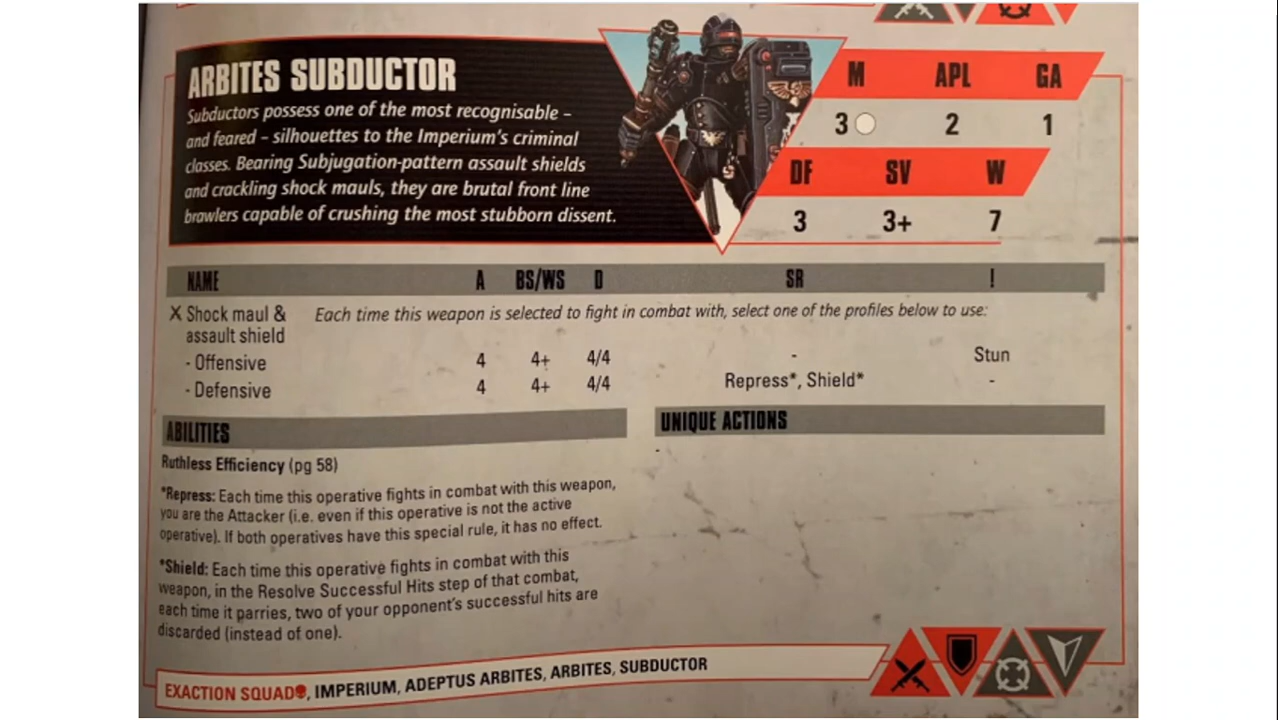 ARBITES SUBDUCTOR
Subductors possess one of the most recognisable –
and feared – silhouettes to the Imperium's criminal
classes. Bearing Subjugation-pattern assault shields
and crackling shock mauls, they are brutal front line
brawlers capable of crushing the most stubborn dissent.
M APL GA
3 2 1
DF SV W
3 3+ 7
NAME A BS/WS D SR !
Shock maul & Each time this weapon is selected to fight in combat with, select one of the profiles below to use:
assault shield
- Offensive 4 4+ 4/4 - Stun
- Defensive 4 4+ 4/4 Repress*, Shield* -
ABILITIES
Ruthless Efficiency (pg 58)
*Repress: Each time this operative fights in combat with this weapon,
you are the Attacker (i.e. even if this operative is not the active
operative). If both operatives have this special rule, it has no effect.
*Shield: Each time this operative fights in combat with this
weapon, in the Resolve Successful Hits step of that combat,
each time it parries, two of your opponent's successful hits are
discarded (instead of one).
UNIQUE ACTIONS
-
EXACTION SQUAD, IMPERIUM, ADEPTUS ARBITES, ARBITES, SUBDUCTOR